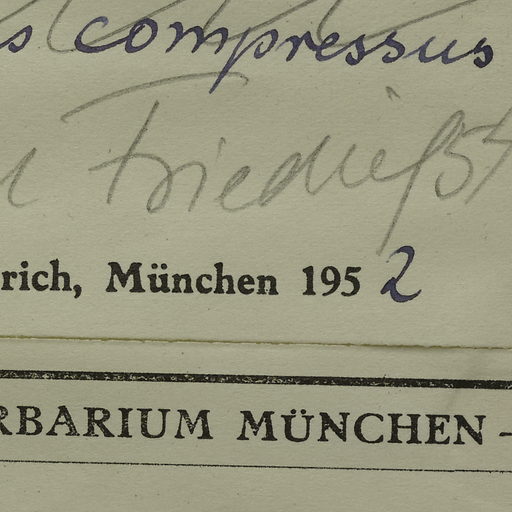 s compressus
rich, München 1952
RBARIUM MÜNCHEN –